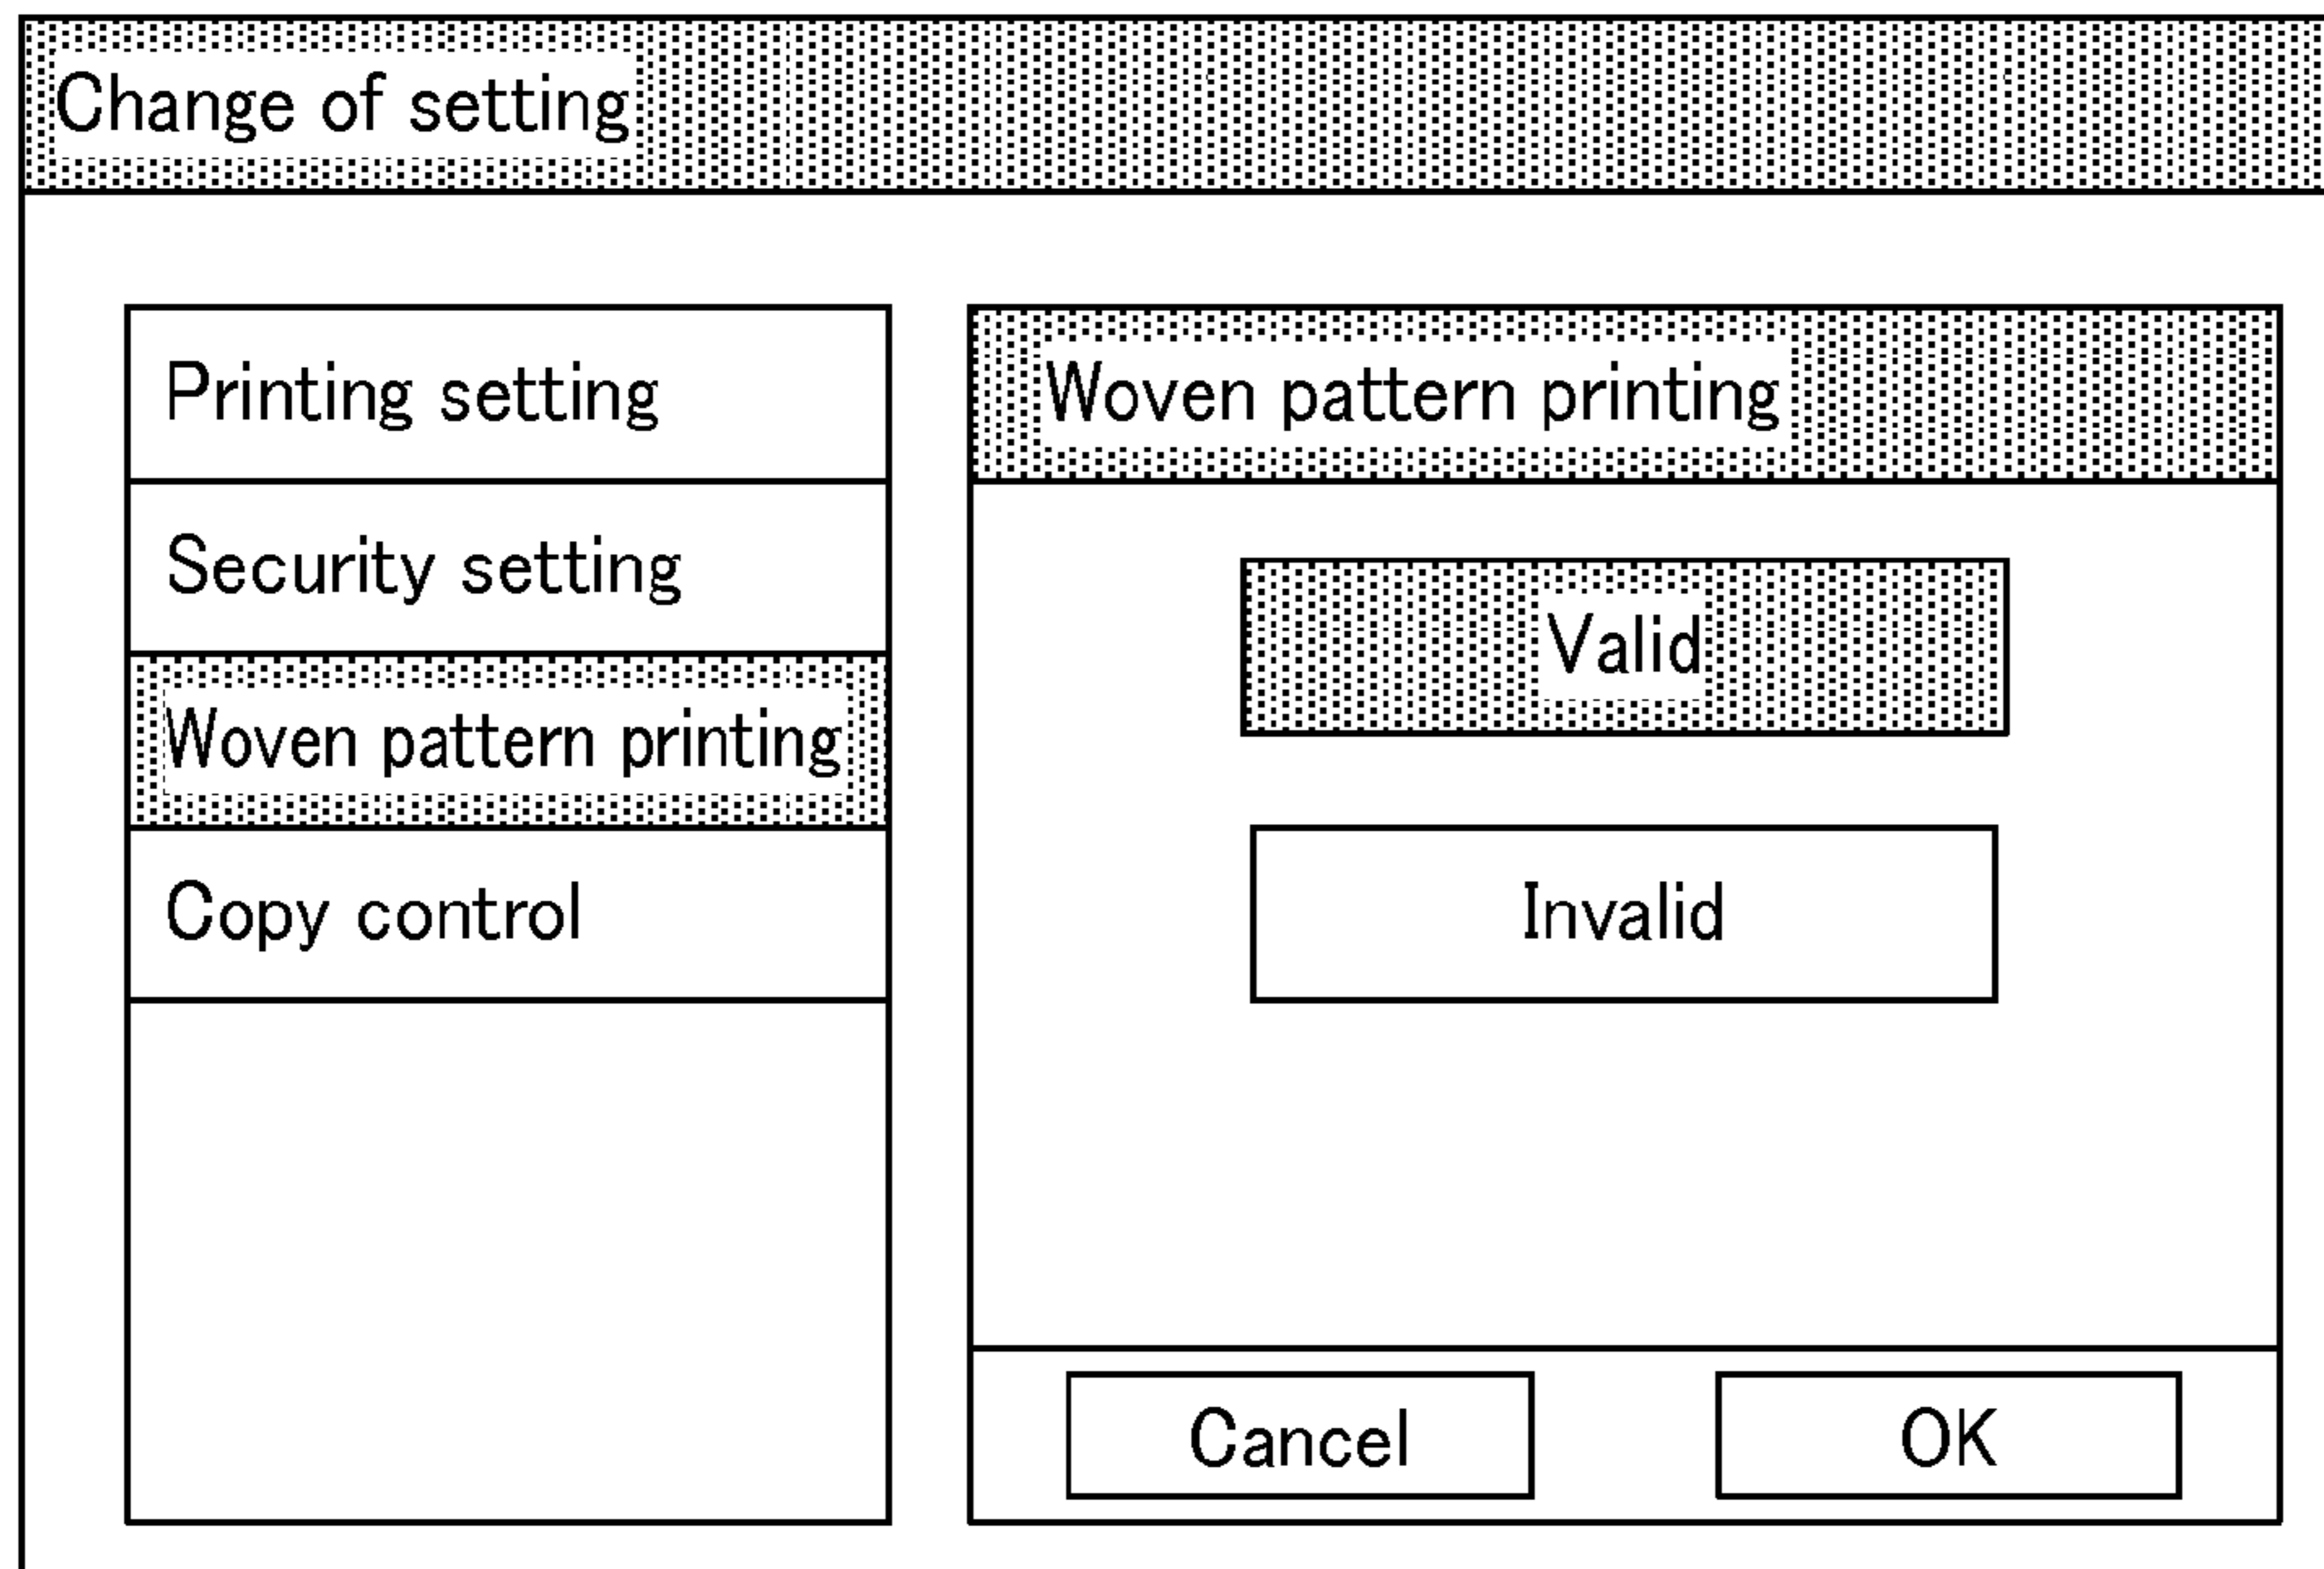 Change of setting
Printing setting
Security setting
Woven pattern printing
Copy control
Woven pattern printing
Valid
Invalid
Cancel
OK